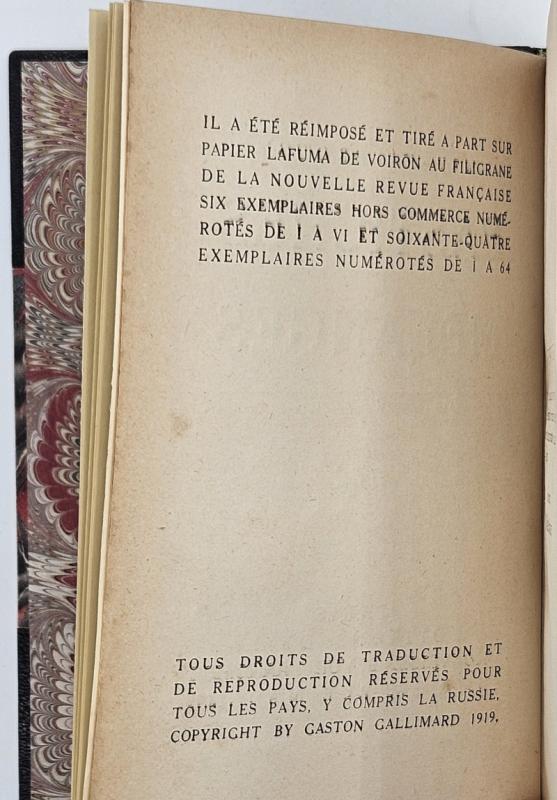 IL A ÉTÉ RÉIMPOSÉ ET TIRÉ A PART SUR
PAPIER LAFUMA DE VOIRON AU FILIGRANE
DE LA NOUVELLE REVUE FRANÇAISE
SIX EXEMPLAIRES HORS COMMERCE NUMÉ-
ROTÉS DE I A VI ET SOIXANTE-QUATRE
EXEMPLAIRES NUMÉROTÉS DE I A 64
TOUS DROITS DE TRADUCTION ET
DE REPRODUCTION RÉSERVÉS POUR
TOUS LES PAYS, Y COMPRIS LA RUSSIE.
COPYRIGHT BY GASTON GALLIMARD 1919.